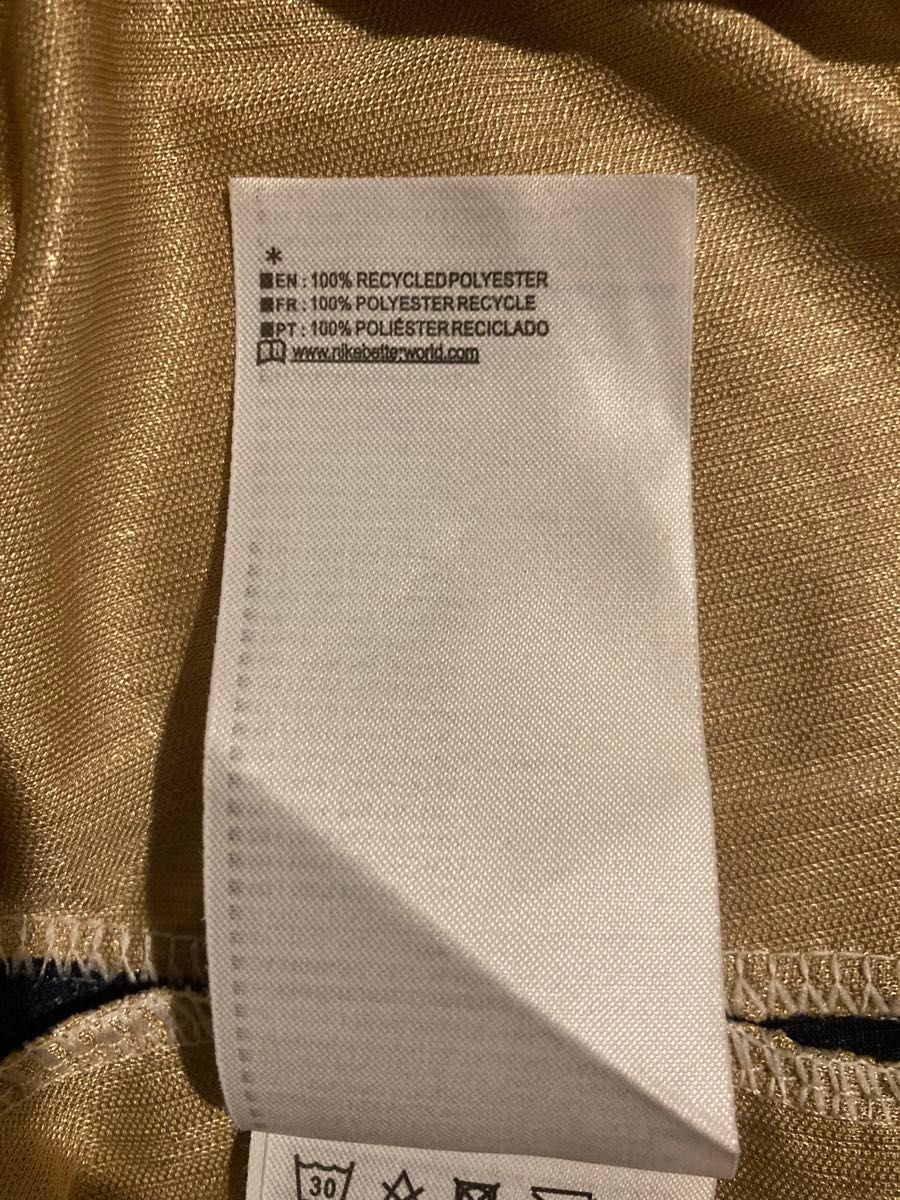 *
EN : 100% RECYCLED POLYESTER
FR : 100% POLYESTER RECYCLE
PT : 100% POLIÉSTER RECICLADO
www.nikebetterworld.com
30